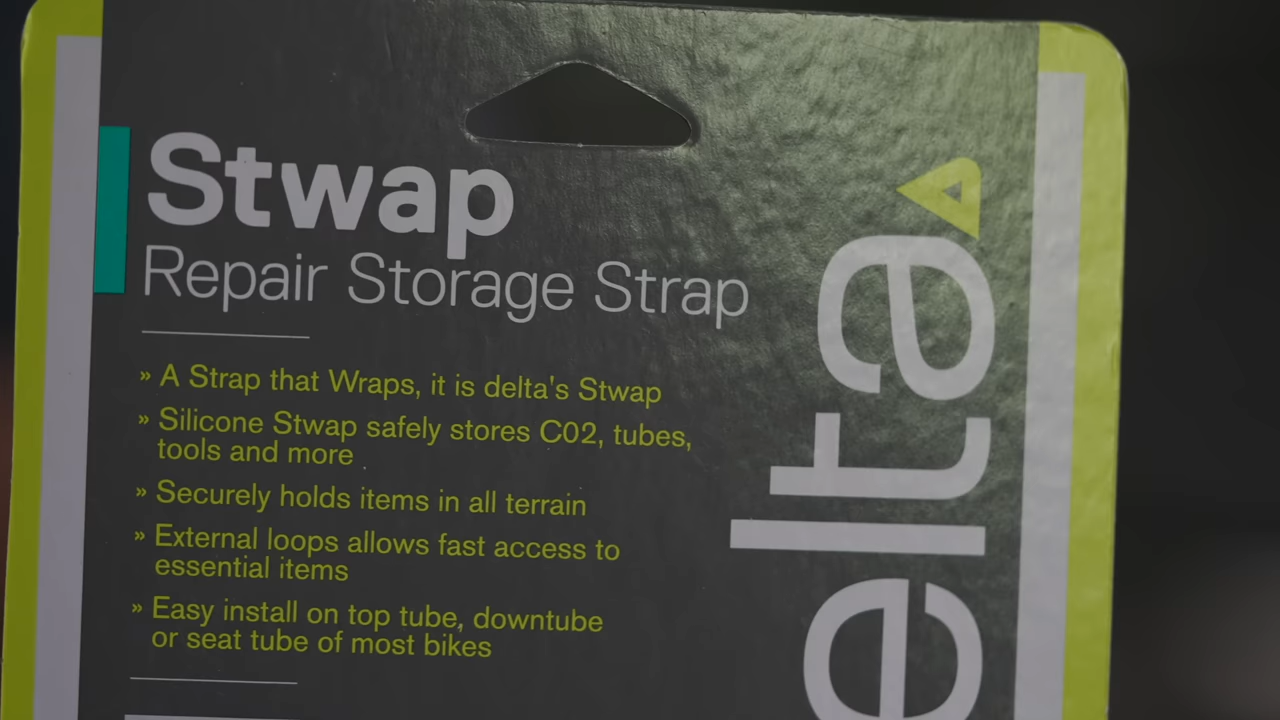 Stwap
Repair Storage Strap
» A Strap that Wraps, it is delta's Stwap
» Silicone Stwap safely stores C02, tubes,
tools and more
» Securely holds items in all terrain
» External loops allows fast access to
essential items
» Easy install on top tube, downtube
or seat tube of most bikes
elta